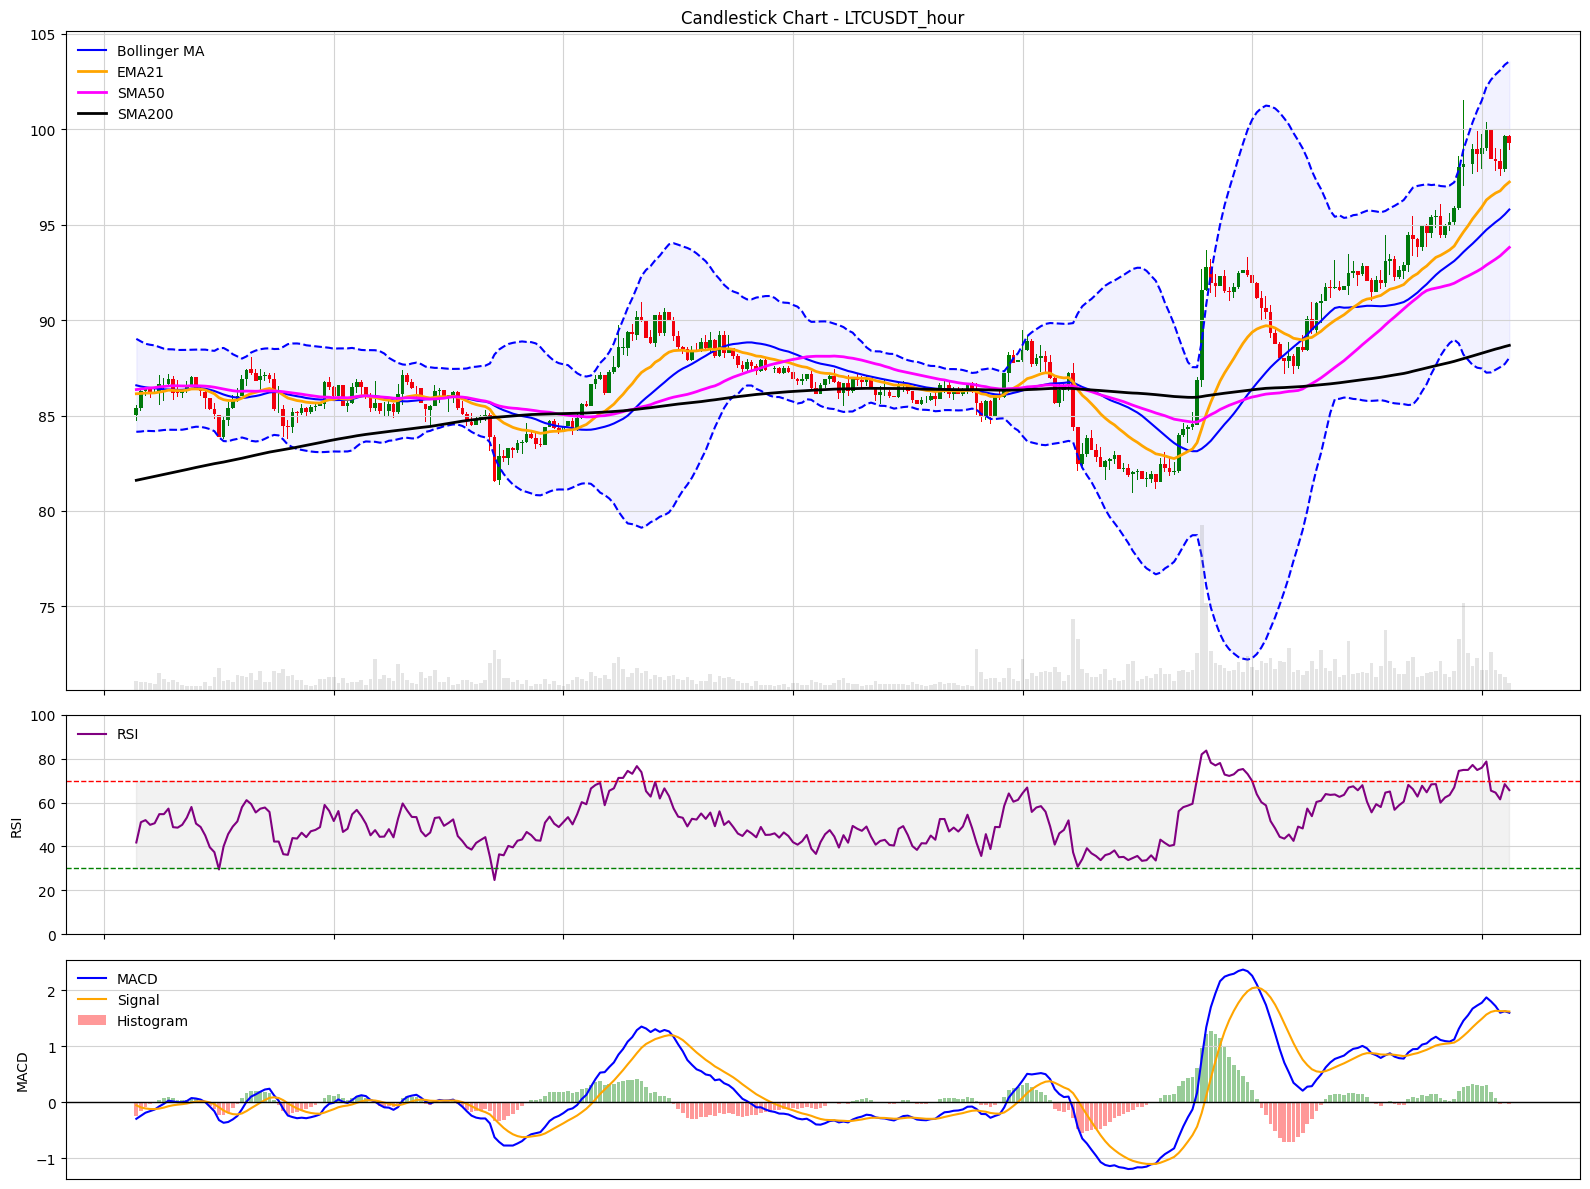 Candlestick Chart - LTCUSDT_hour
Bollinger MA
EMA21
SMA50
SMA200
105
100
95
90
85
80
75
RSI
100
80
60
40
20
0
RSI
MACD
Signal
Histogram
2
1
0
−1
MACD